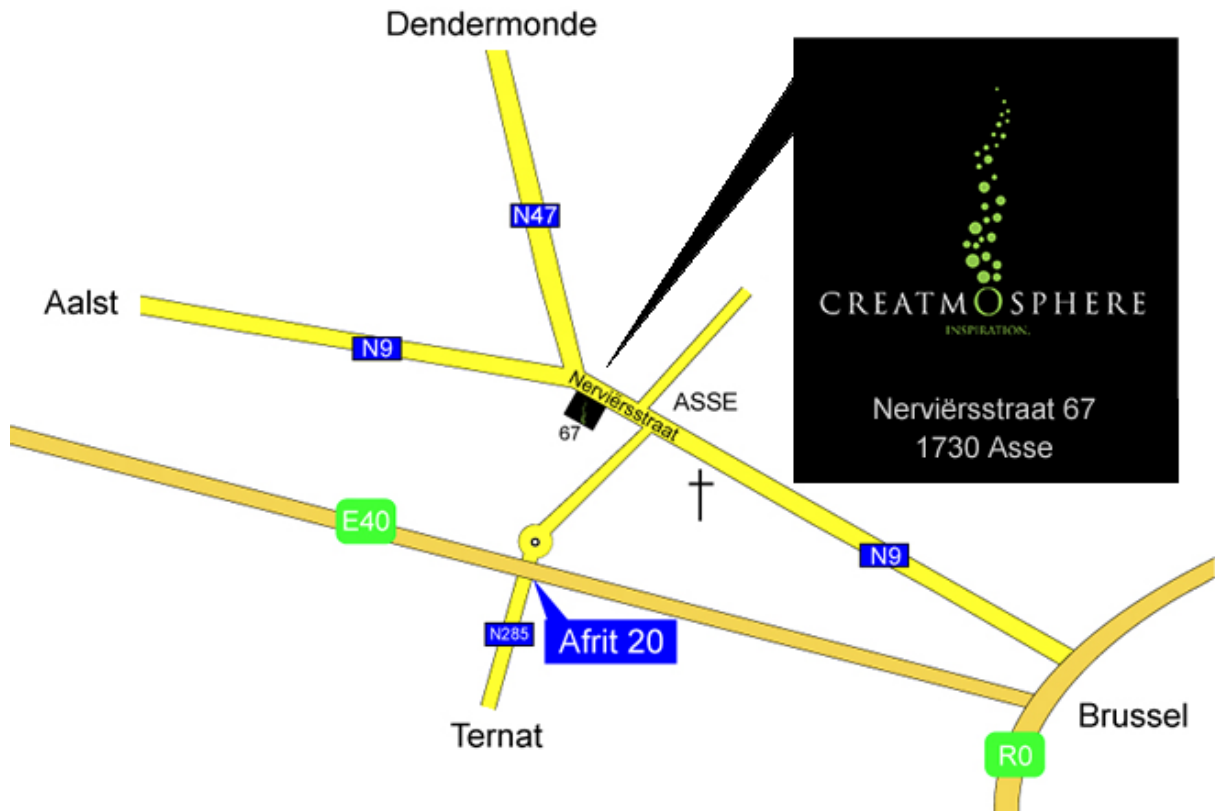 Dendermonde
N47
Aalst
N9
CREATMOSPHERE
INSPIRATION.
Nerviërsstraat 67
1730 Asse
Nerviërsstraat
ASSE
67
E40
N9
N285
Afrit 20
Ternat
Brussel
R0